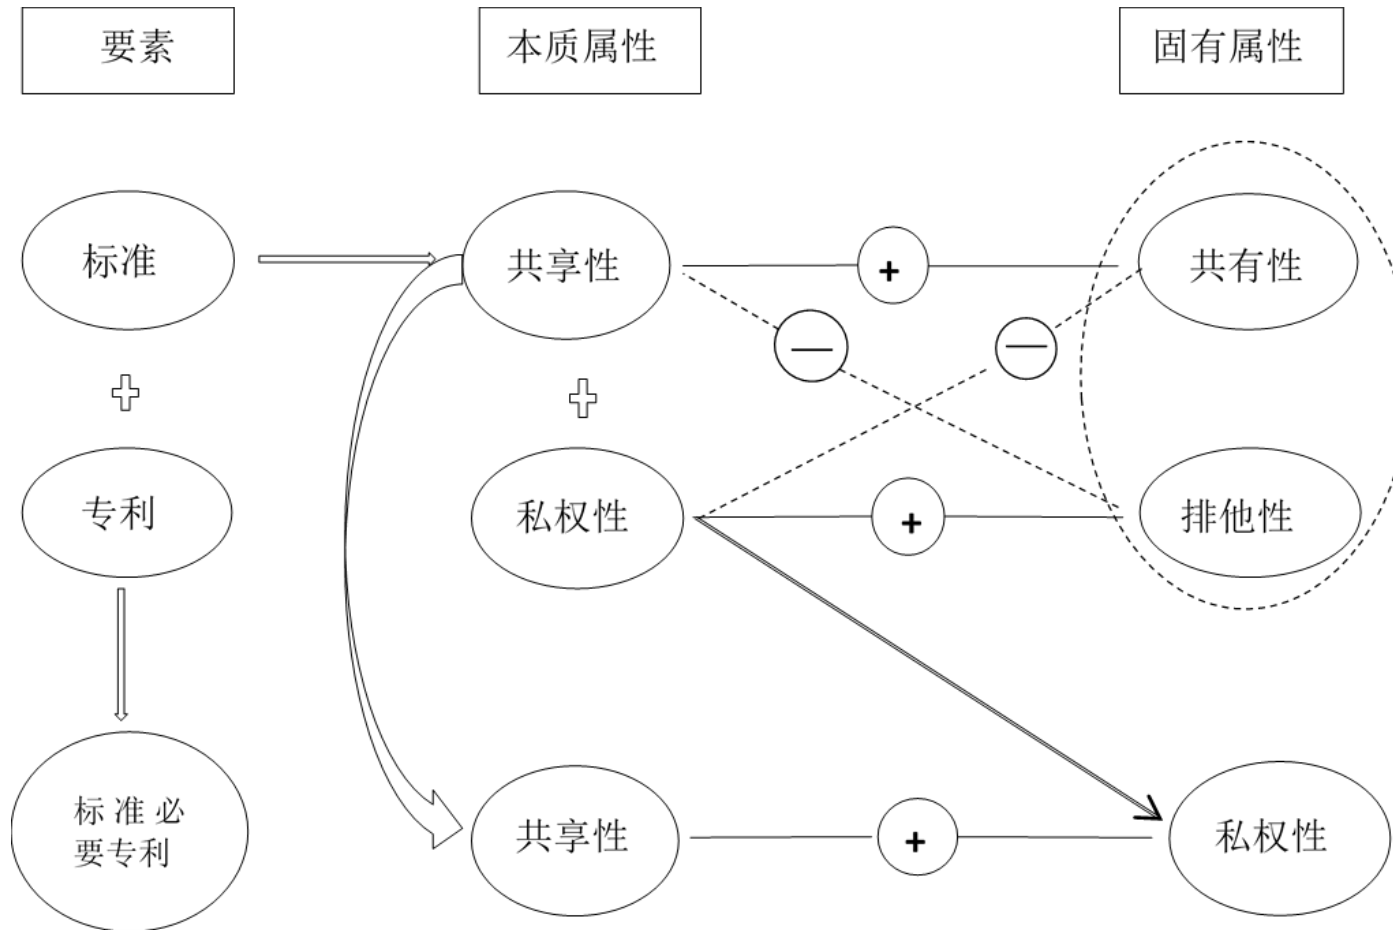 要素
本质属性
固有属性
标准
共享性
+
共有性
—
—
专利
私权性
+
排他性
标准必
要专利
共享性
+
私权性